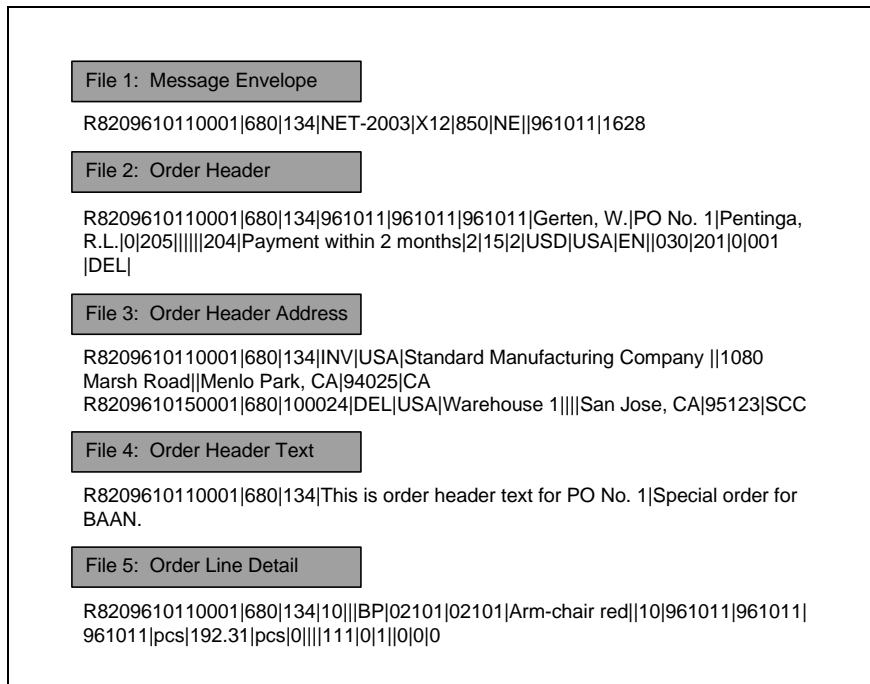 File 1:  Message Envelope
R8209610110001|680|134|NET-2003|X12|850|NE||961011|1628
File 2:  Order Header
R8209610110001|680|134|961011|961011|961011|Gerten, W.|PO No. 1|Pentinga,
R.L.|0|205||||||204|Payment within 2 months|2|15|2|USD|USA|EN||030|201|0|001
|DEL|
File 3:  Order Header Address
R8209610110001|680|134|INV|USA|Standard Manufacturing Company ||1080
Marsh Road||Menlo Park, CA|94025|CA
R8209610150001|680|100024|DEL|USA|Warehouse 1||||San Jose, CA|95123|SCC
File 4:  Order Header Text
R8209610110001|680|134|This is order header text for PO No. 1|Special order for
BAAN.
File 5:  Order Line Detail
R8209610110001|680|134|10|||BP|02101|02101|Arm-chair red||10|961011|961011|
961011|pcs|192.31|pcs|0||||111|0|1||0|0|0